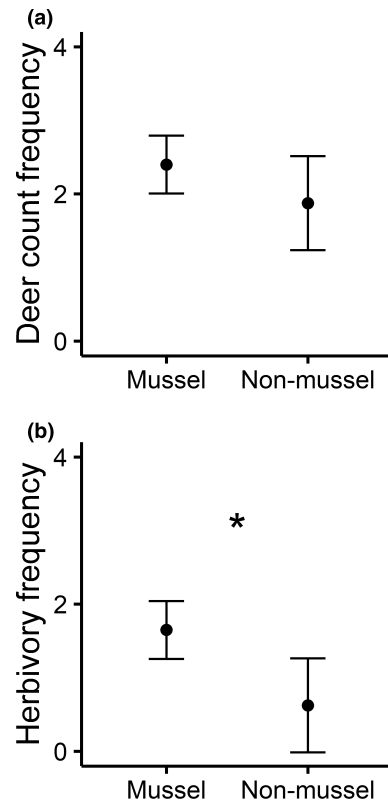 (a)
Deer count frequency
4
2
0
Mussel Non-mussel
(b)
Herbivory frequency
4
*
2
0
Mussel Non-mussel